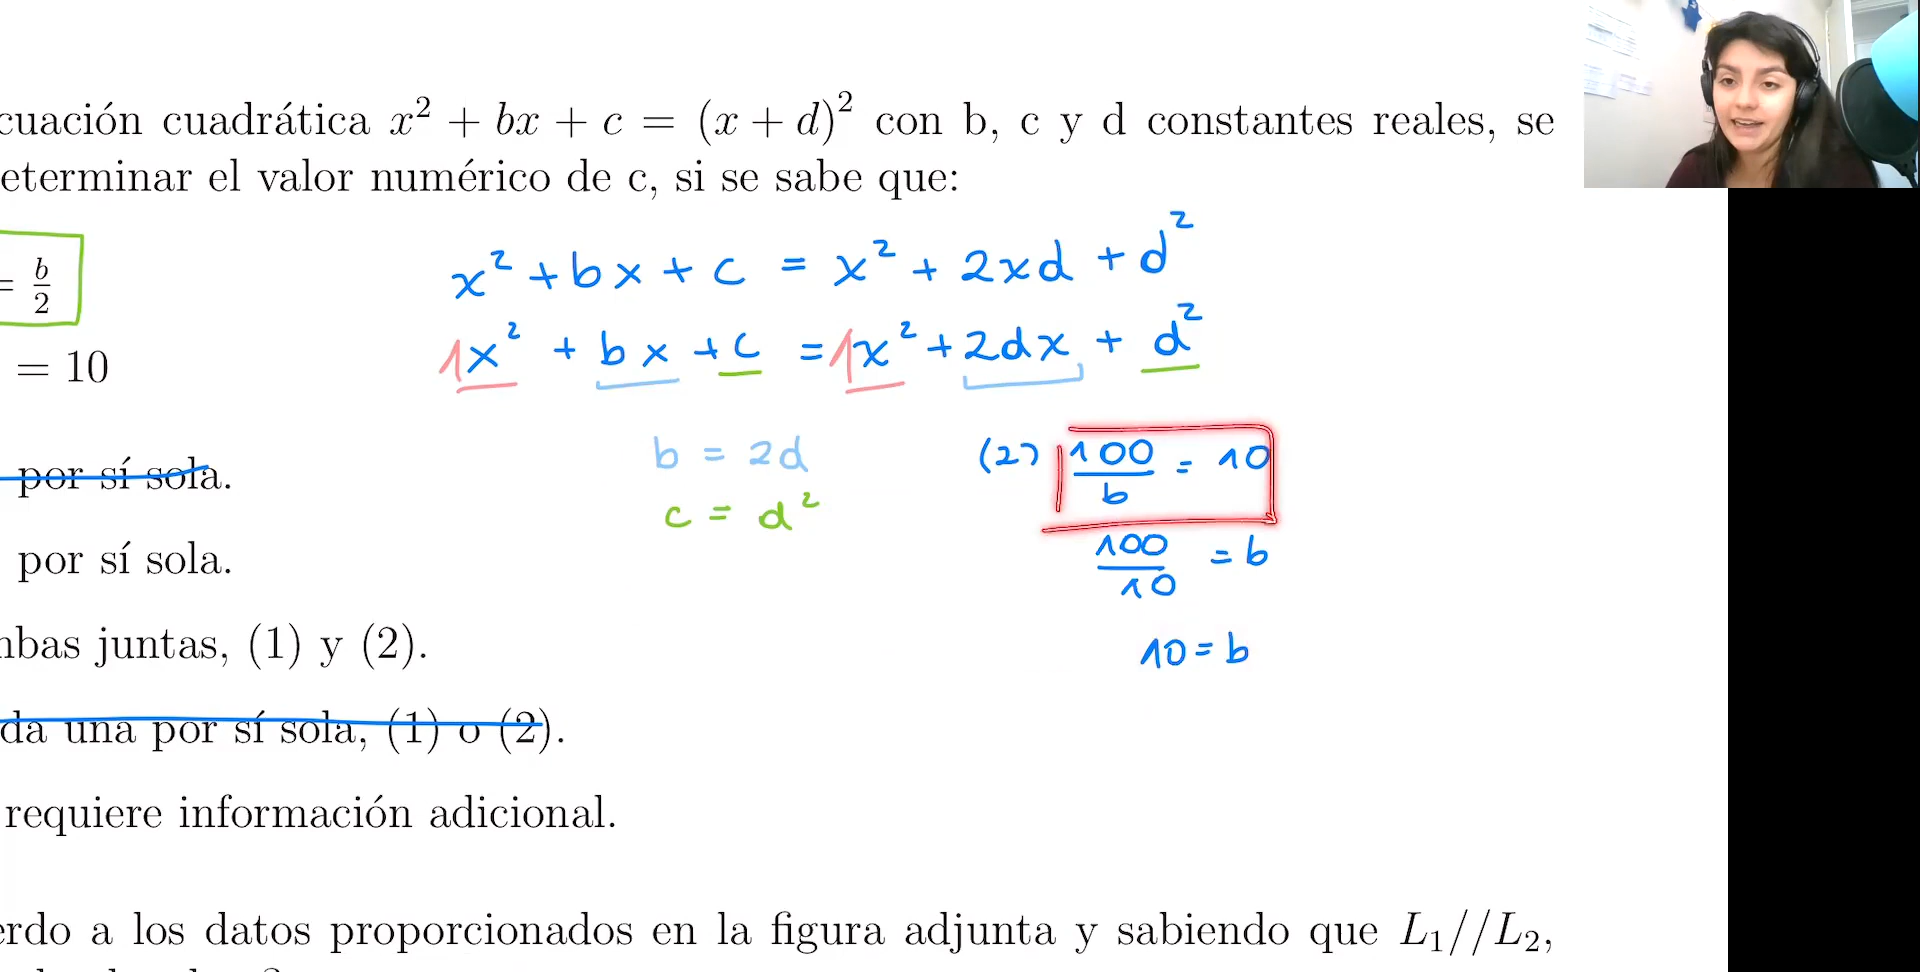 cuación cuadrática x² + bx + c = (x + d)² con b, c y d constantes reales, se
eterminar el valor numérico de c, si se sabe que:
x² + bx + c = x² + 2xd + d²
= b/2
1x² + bx + c = 1x² + 2dx + d²
= 10
b = 2d
c = d²
(2) 100/b = 10
100/10 = b
10 = b
por sí sola.
por sí sola.
mbas juntas, (1) y (2).
da una por sí sola, (1) o (2).
requiere información adicional.
erdo a los datos proporcionados en la figura adjunta y sabiendo que L₁//L₂,